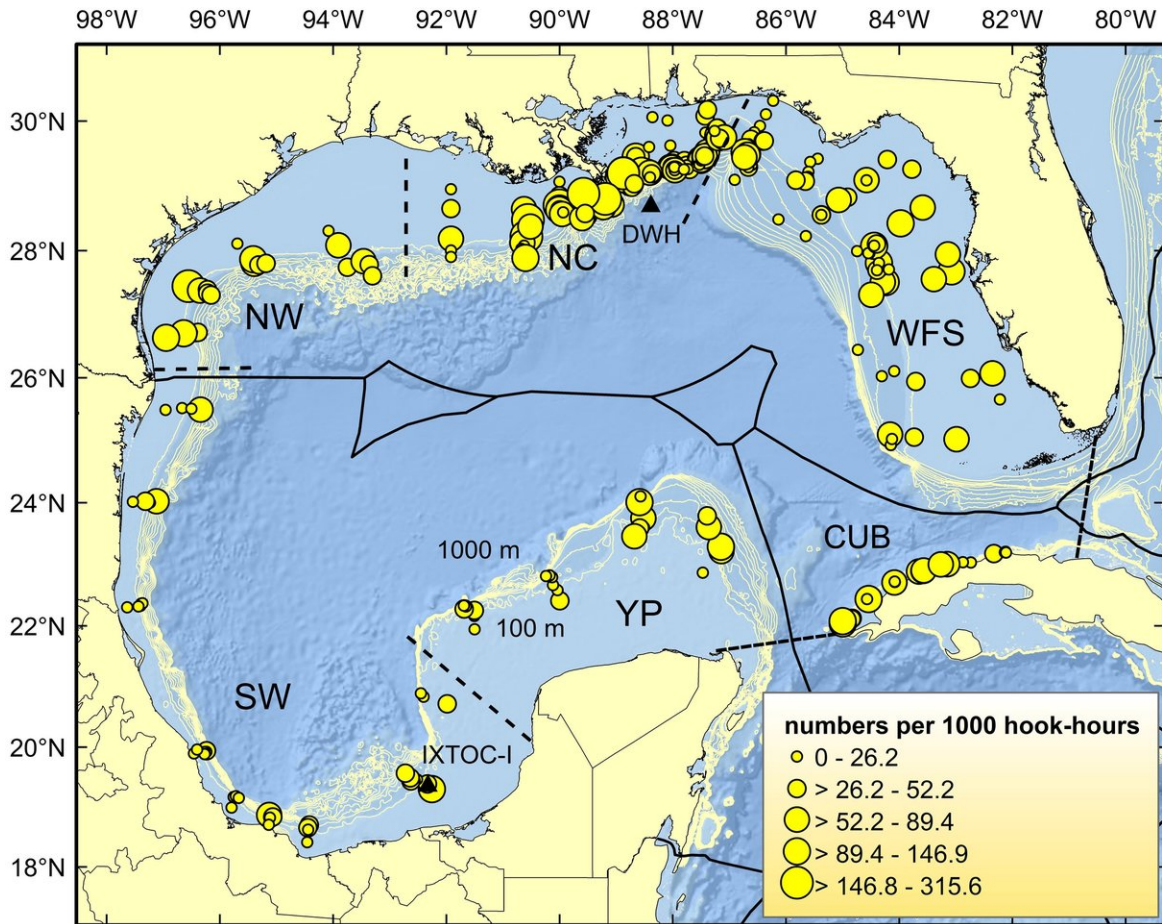 98°W 96°W 94°W 92°W 90°W 88°W 86°W 84°W 82°W 80°W
30°N
28°N
26°N
24°N
22°N
20°N
18°N
DWH
NC
NW
WFS
CUB
1000 m
100 m
YP
SW
IXTOC-I
numbers per 1000 hook-hours
0 - 26.2
> 26.2 - 52.2
> 52.2 - 89.4
> 89.4 - 146.9
> 146.8 - 315.6